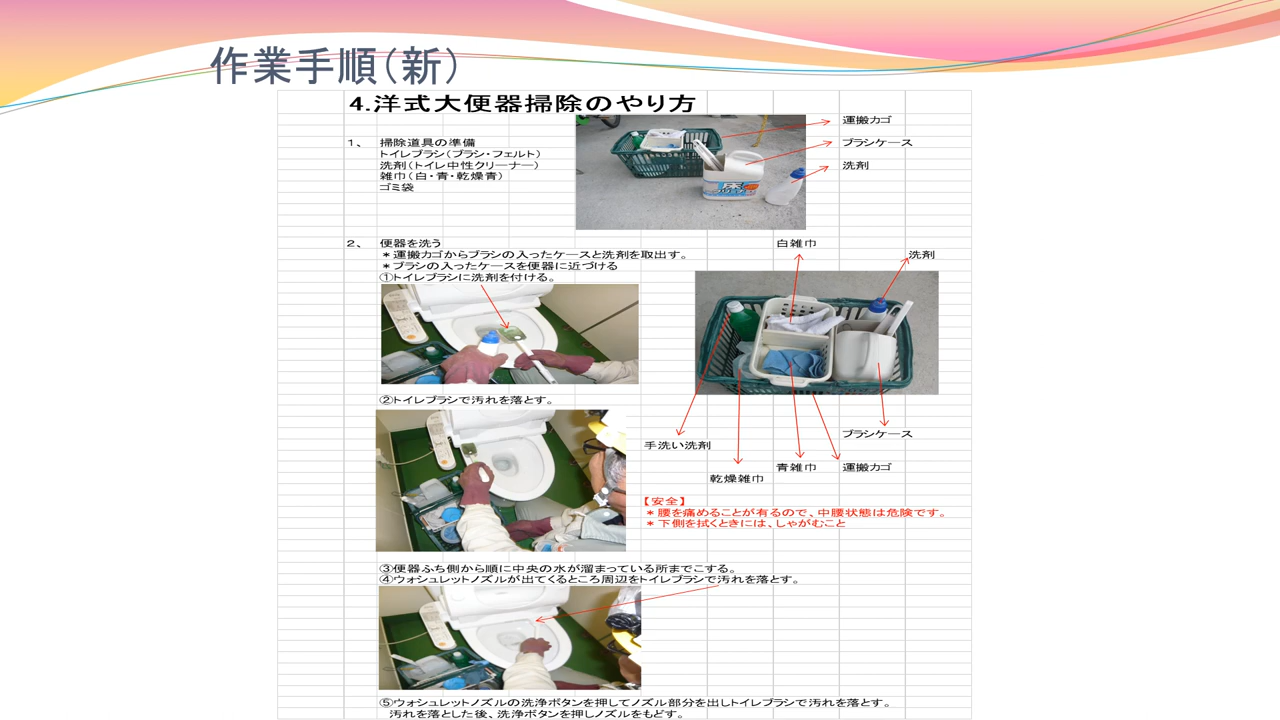 作業手順(新)
4.洋式大便器掃除のやり方
運搬カゴ
1、 掃除道具の準備
ブラシケース
トイレブラシ(ブラシ・フェルト)
洗剤(トイレ中性クリーナー)
洗剤
雑巾(白・青・乾燥青)
ゴミ袋
2、 便器を洗う
白雑巾
*運搬カゴからブラシの入ったケースと洗剤を取出す。
洗剤
*ブラシの入ったケースを便器に近づける
①トイレブラシに洗剤を付ける。
②トイレブラシで汚れを落とす。
ブラシケース
手洗い洗剤
青雑巾
運搬カゴ
乾燥雑巾
【安全】
*腰を痛めることが有るので、中腰状態は危険です。
*下側を拭くときには、しゃがむこと
③便器ふち側から順に中央の水が溜まっている所までこする。
④ウォシュレットノズルが出てくるところ周辺をトイレブラシで汚れを落とす。
⑤ウォシュレットノズルの洗浄ボタンを押してノズル部分を出しトイレブラシで汚れを落とす。
汚れを落とした後、洗浄ボタンを押しノズルをもどす。